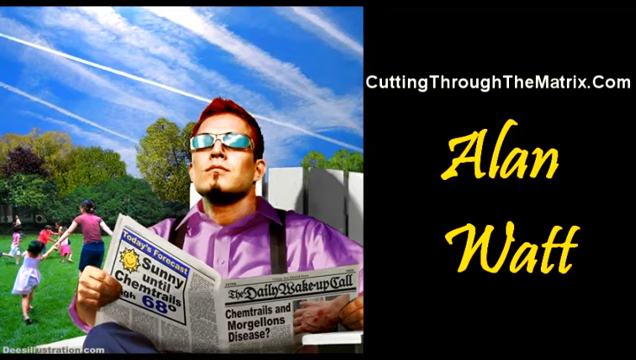 CuttingThroughTheMatrix.Com
Alan
Watt
Today's Forecast
Sunny
until
Chemtrails
gh 68°
The Daily Wake-up Call
Chemtrails and
Morgellons
Disease?
Deesillustration.com